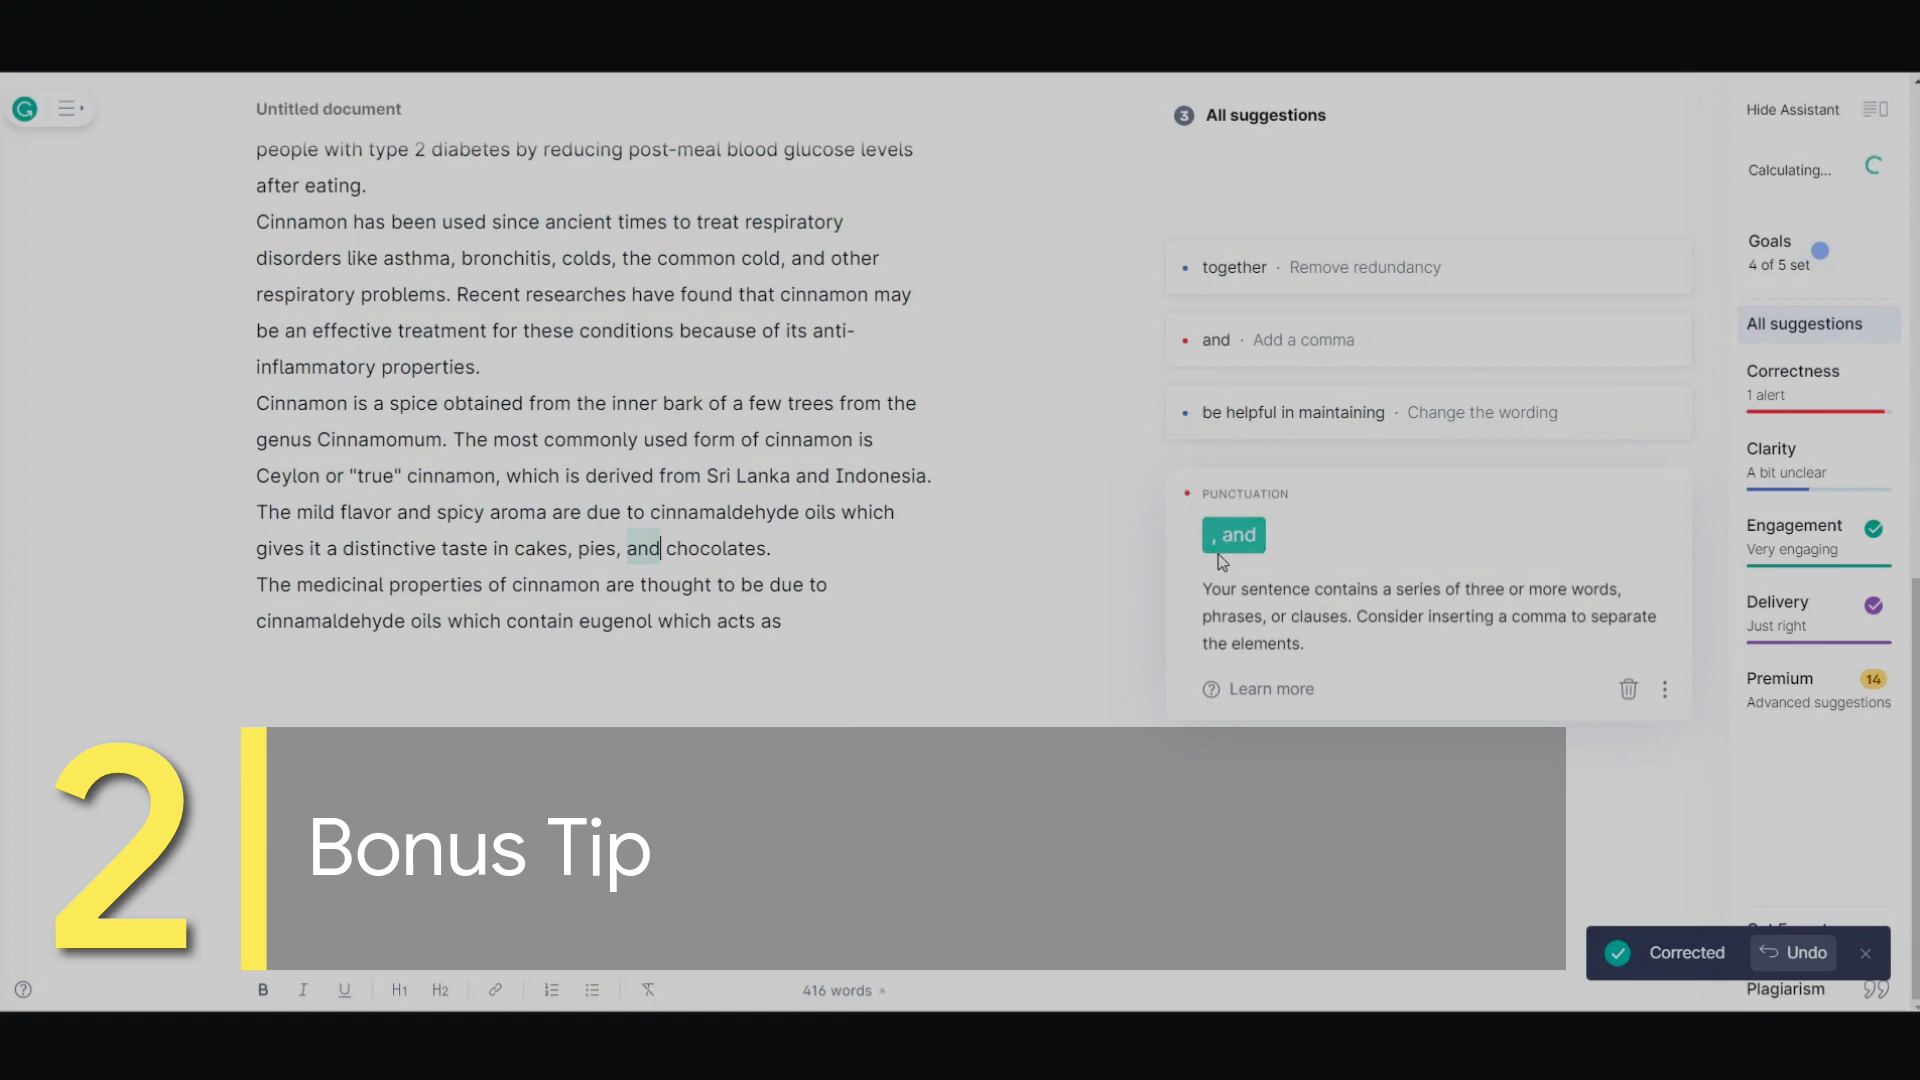 Untitled document
people with type 2 diabetes by reducing post-meal blood glucose levels
after eating.
Cinnamon has been used since ancient times to treat respiratory
disorders like asthma, bronchitis, colds, the common cold, and other
respiratory problems. Recent researches have found that cinnamon may
be an effective treatment for these conditions because of its anti-
inflammatory properties.
Cinnamon is a spice obtained from the inner bark of a few trees from the
genus Cinnamomum. The most commonly used form of cinnamon is
Ceylon or "true" cinnamon, which is derived from Sri Lanka and Indonesia.
The mild flavor and spicy aroma are due to cinnamaldehyde oils which
gives it a distinctive taste in cakes, pies, and chocolates.
The medicinal properties of cinnamon are thought to be due to
cinnamaldehyde oils which contain eugenol which acts as
3 All suggestions
together · Remove redundancy
and · Add a comma
be helpful in maintaining · Change the wording
PUNCTUATION
, and
Your sentence contains a series of three or more words,
phrases, or clauses. Consider inserting a comma to separate
the elements.
Learn more
Hide Assistant
Calculating...
Goals
4 of 5 set
All suggestions
Correctness
1 alert
Clarity
A bit unclear
Engagement
Very engaging
Delivery
Just right
Premium 14
Advanced suggestions
2 Bonus Tip
Corrected Undo
Plagiarism
B I U H1 H2
416 words